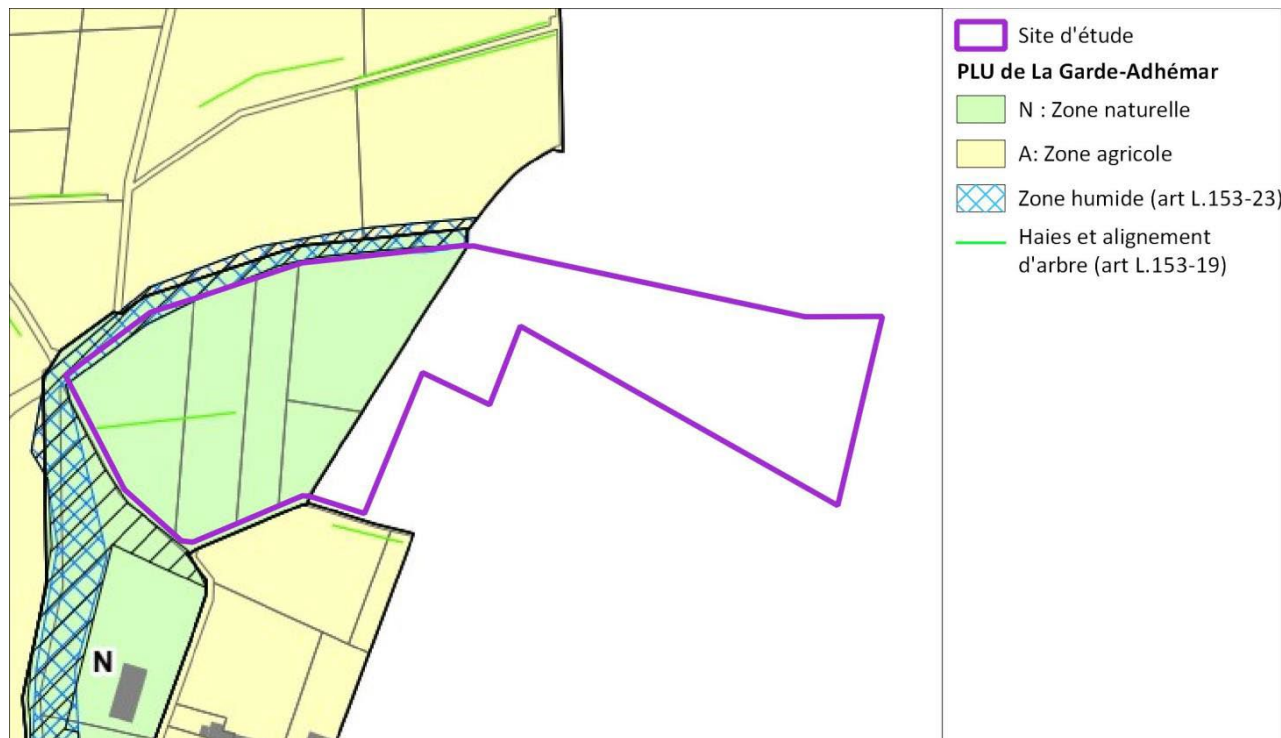 Site d'étude
PLU de La Garde-Adhémar
N : Zone naturelle
A: Zone agricole
Zone humide (art L.153-23)
Haies et alignement
d'arbre (art L.153-19)
N